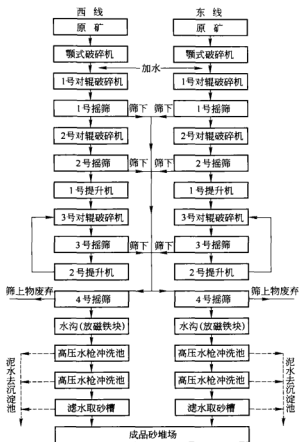 西 线
东 线
原 矿
原 矿
颚式破碎机
颚式破碎机
加水
1号对辊破碎机
1号对辊破碎机
1号摇筛
筛下
筛下
1号摇筛
2号对辊破碎机
2号对辊破碎机
2号摇筛
筛下
筛下
2号摇筛
1号提升机
1号提升机
3号对辊破碎机
3号对辊破碎机
3号摇筛
筛下
筛下
3号摇筛
2号提升机
2号提升机
筛上物废弃
4号摇筛
4号摇筛
筛上物废弃
水沟(放磁铁块)
水沟(放磁铁块)
泥水去沉淀池
高压水枪冲洗池
高压水枪冲洗池
泥水去沉淀池
高压水枪冲洗池
高压水枪冲洗池
滤水取砂槽
滤水取砂槽
成品砂堆场